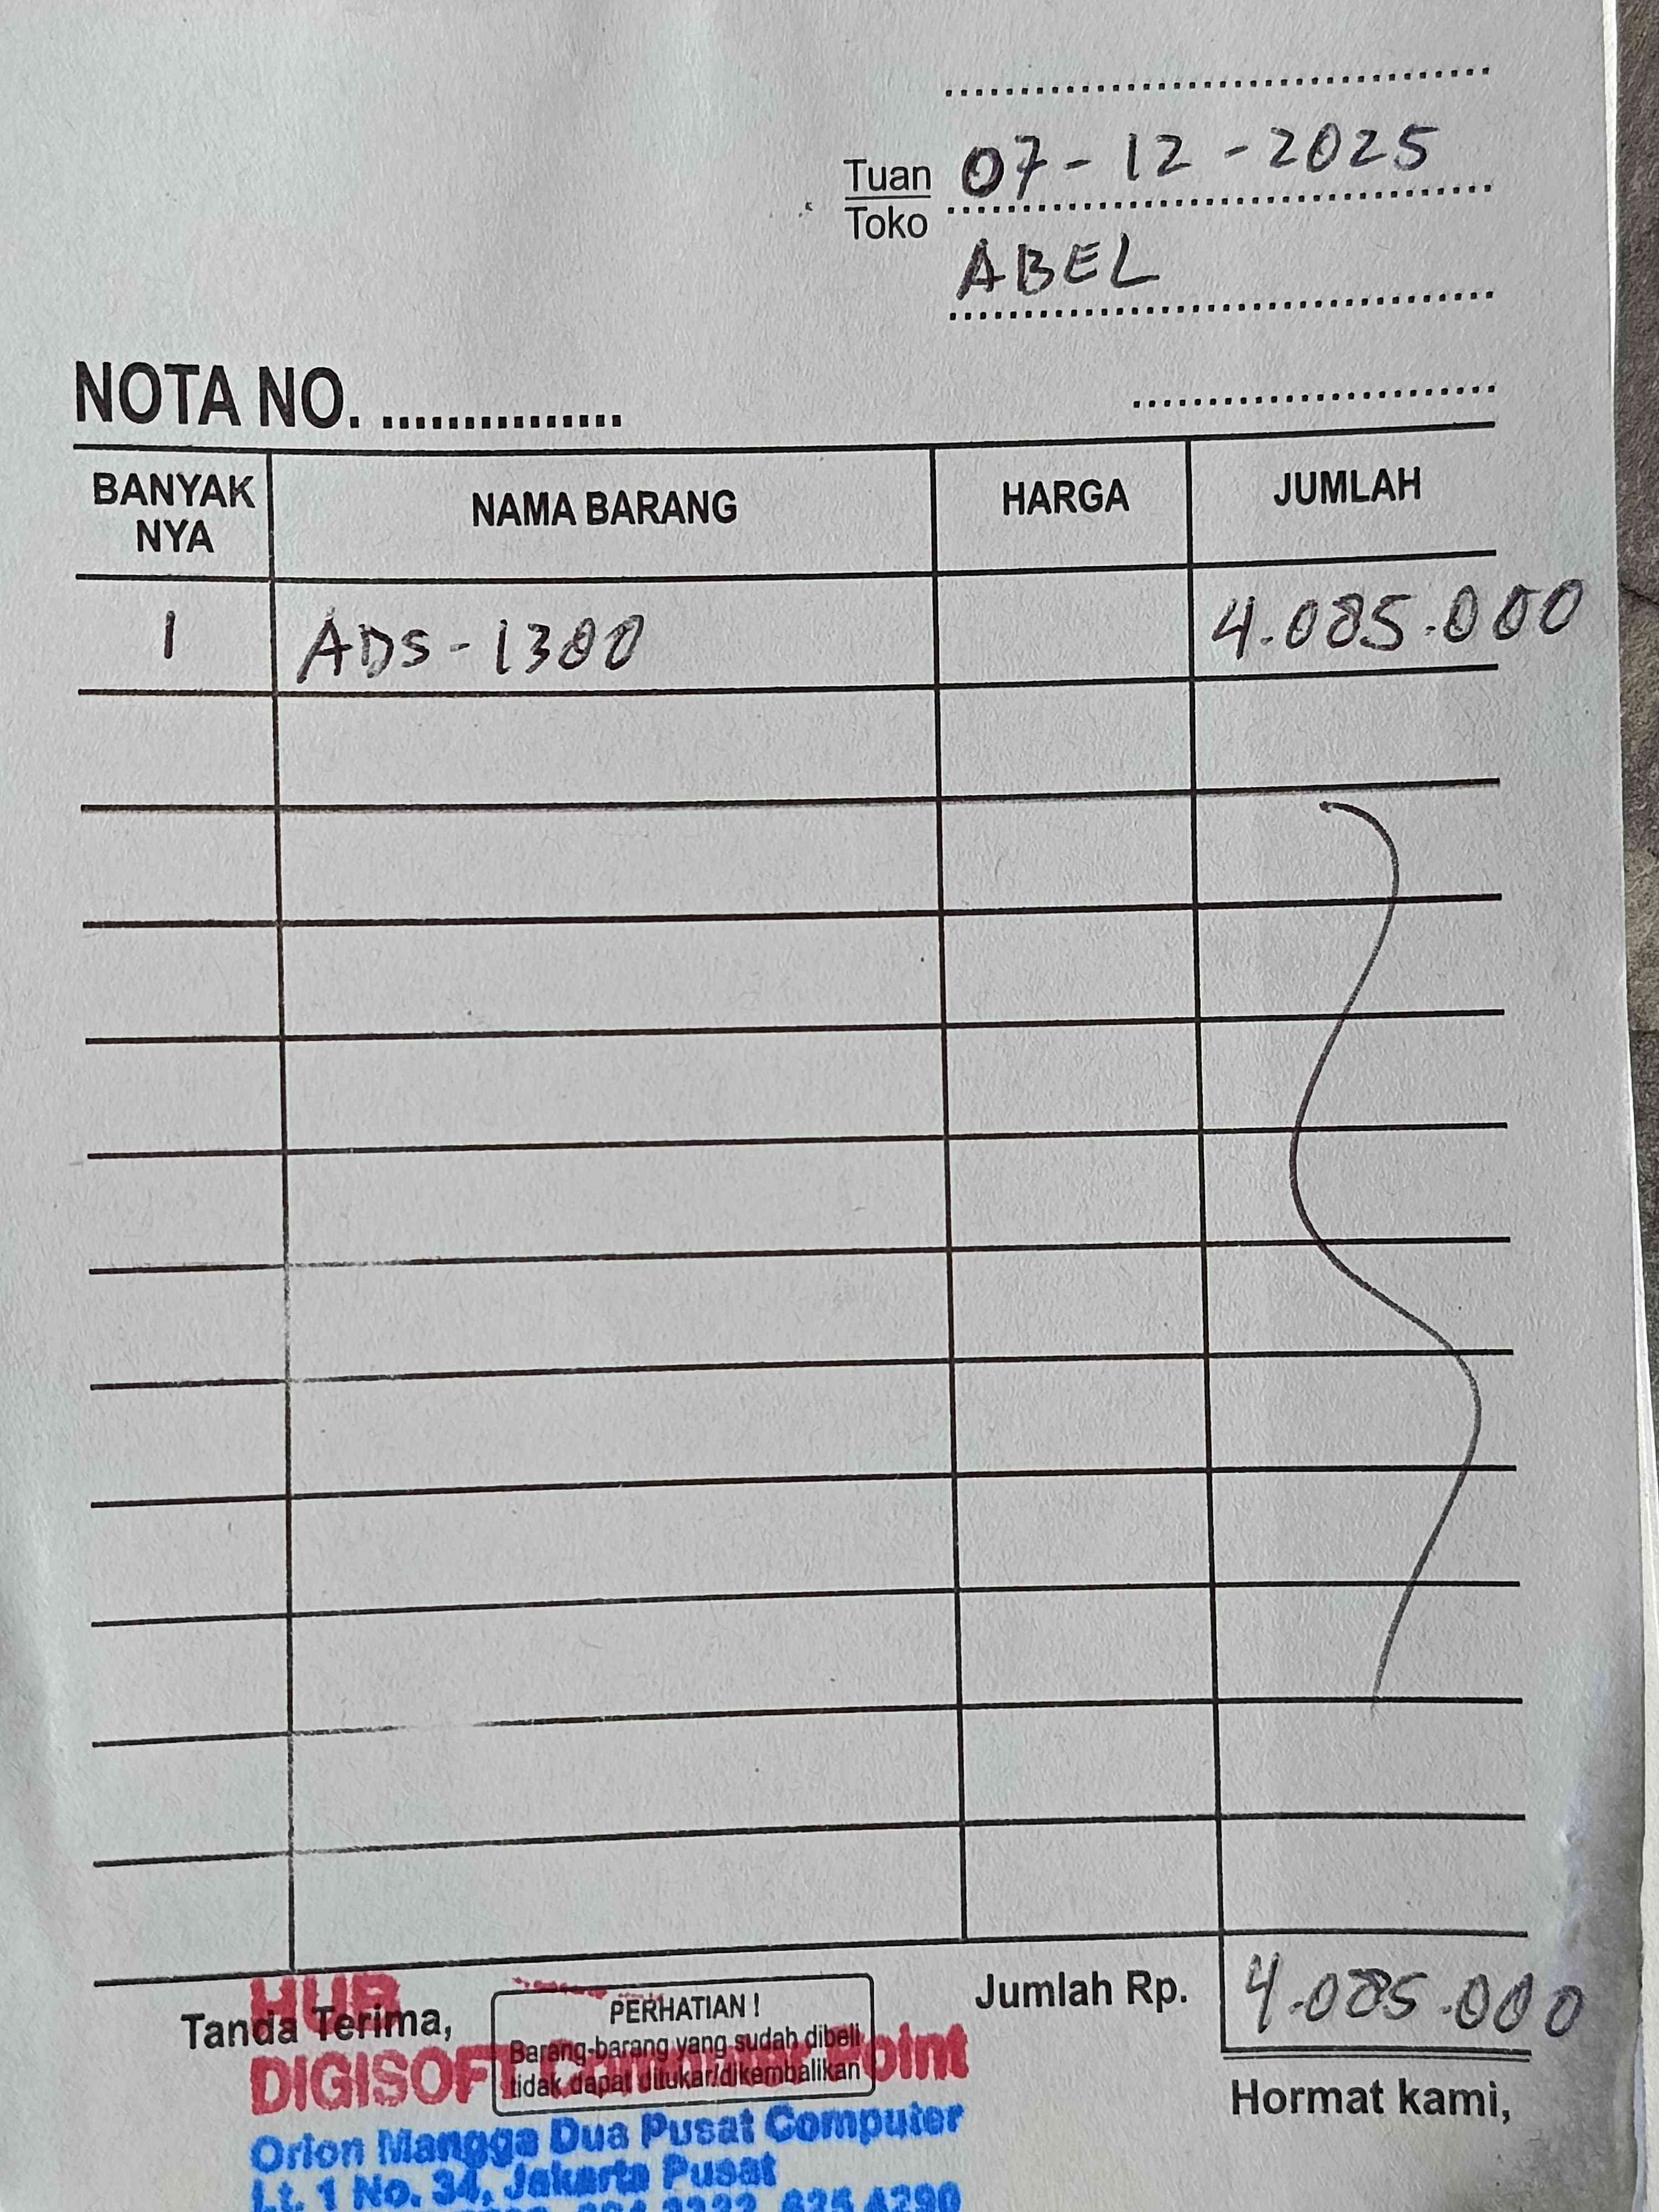 Tuan
07-12-2025
Toko
ABEL
NOTA NO. ...............
BANYAK NYA NAMA BARANG HARGA JUMLAH
1 ADS-1300 4.085.000
Jumlah Rp. 4.085.000
Tanda Terima,
PERHATIAN !
Barang-barang yang sudah dibeli
tidak dapat ditukar/dikembalikan
Hormat kami,
HUB
DIGISOFT Computer Point
Orion Mangga Dua Pusat Computer
Lt. 1 No. 34, Jakarta Pusat